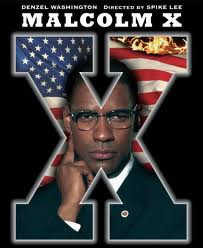 DENZEL WASHINGTON DIRECTED BY SPIKE LEE
MALCOLM X
X